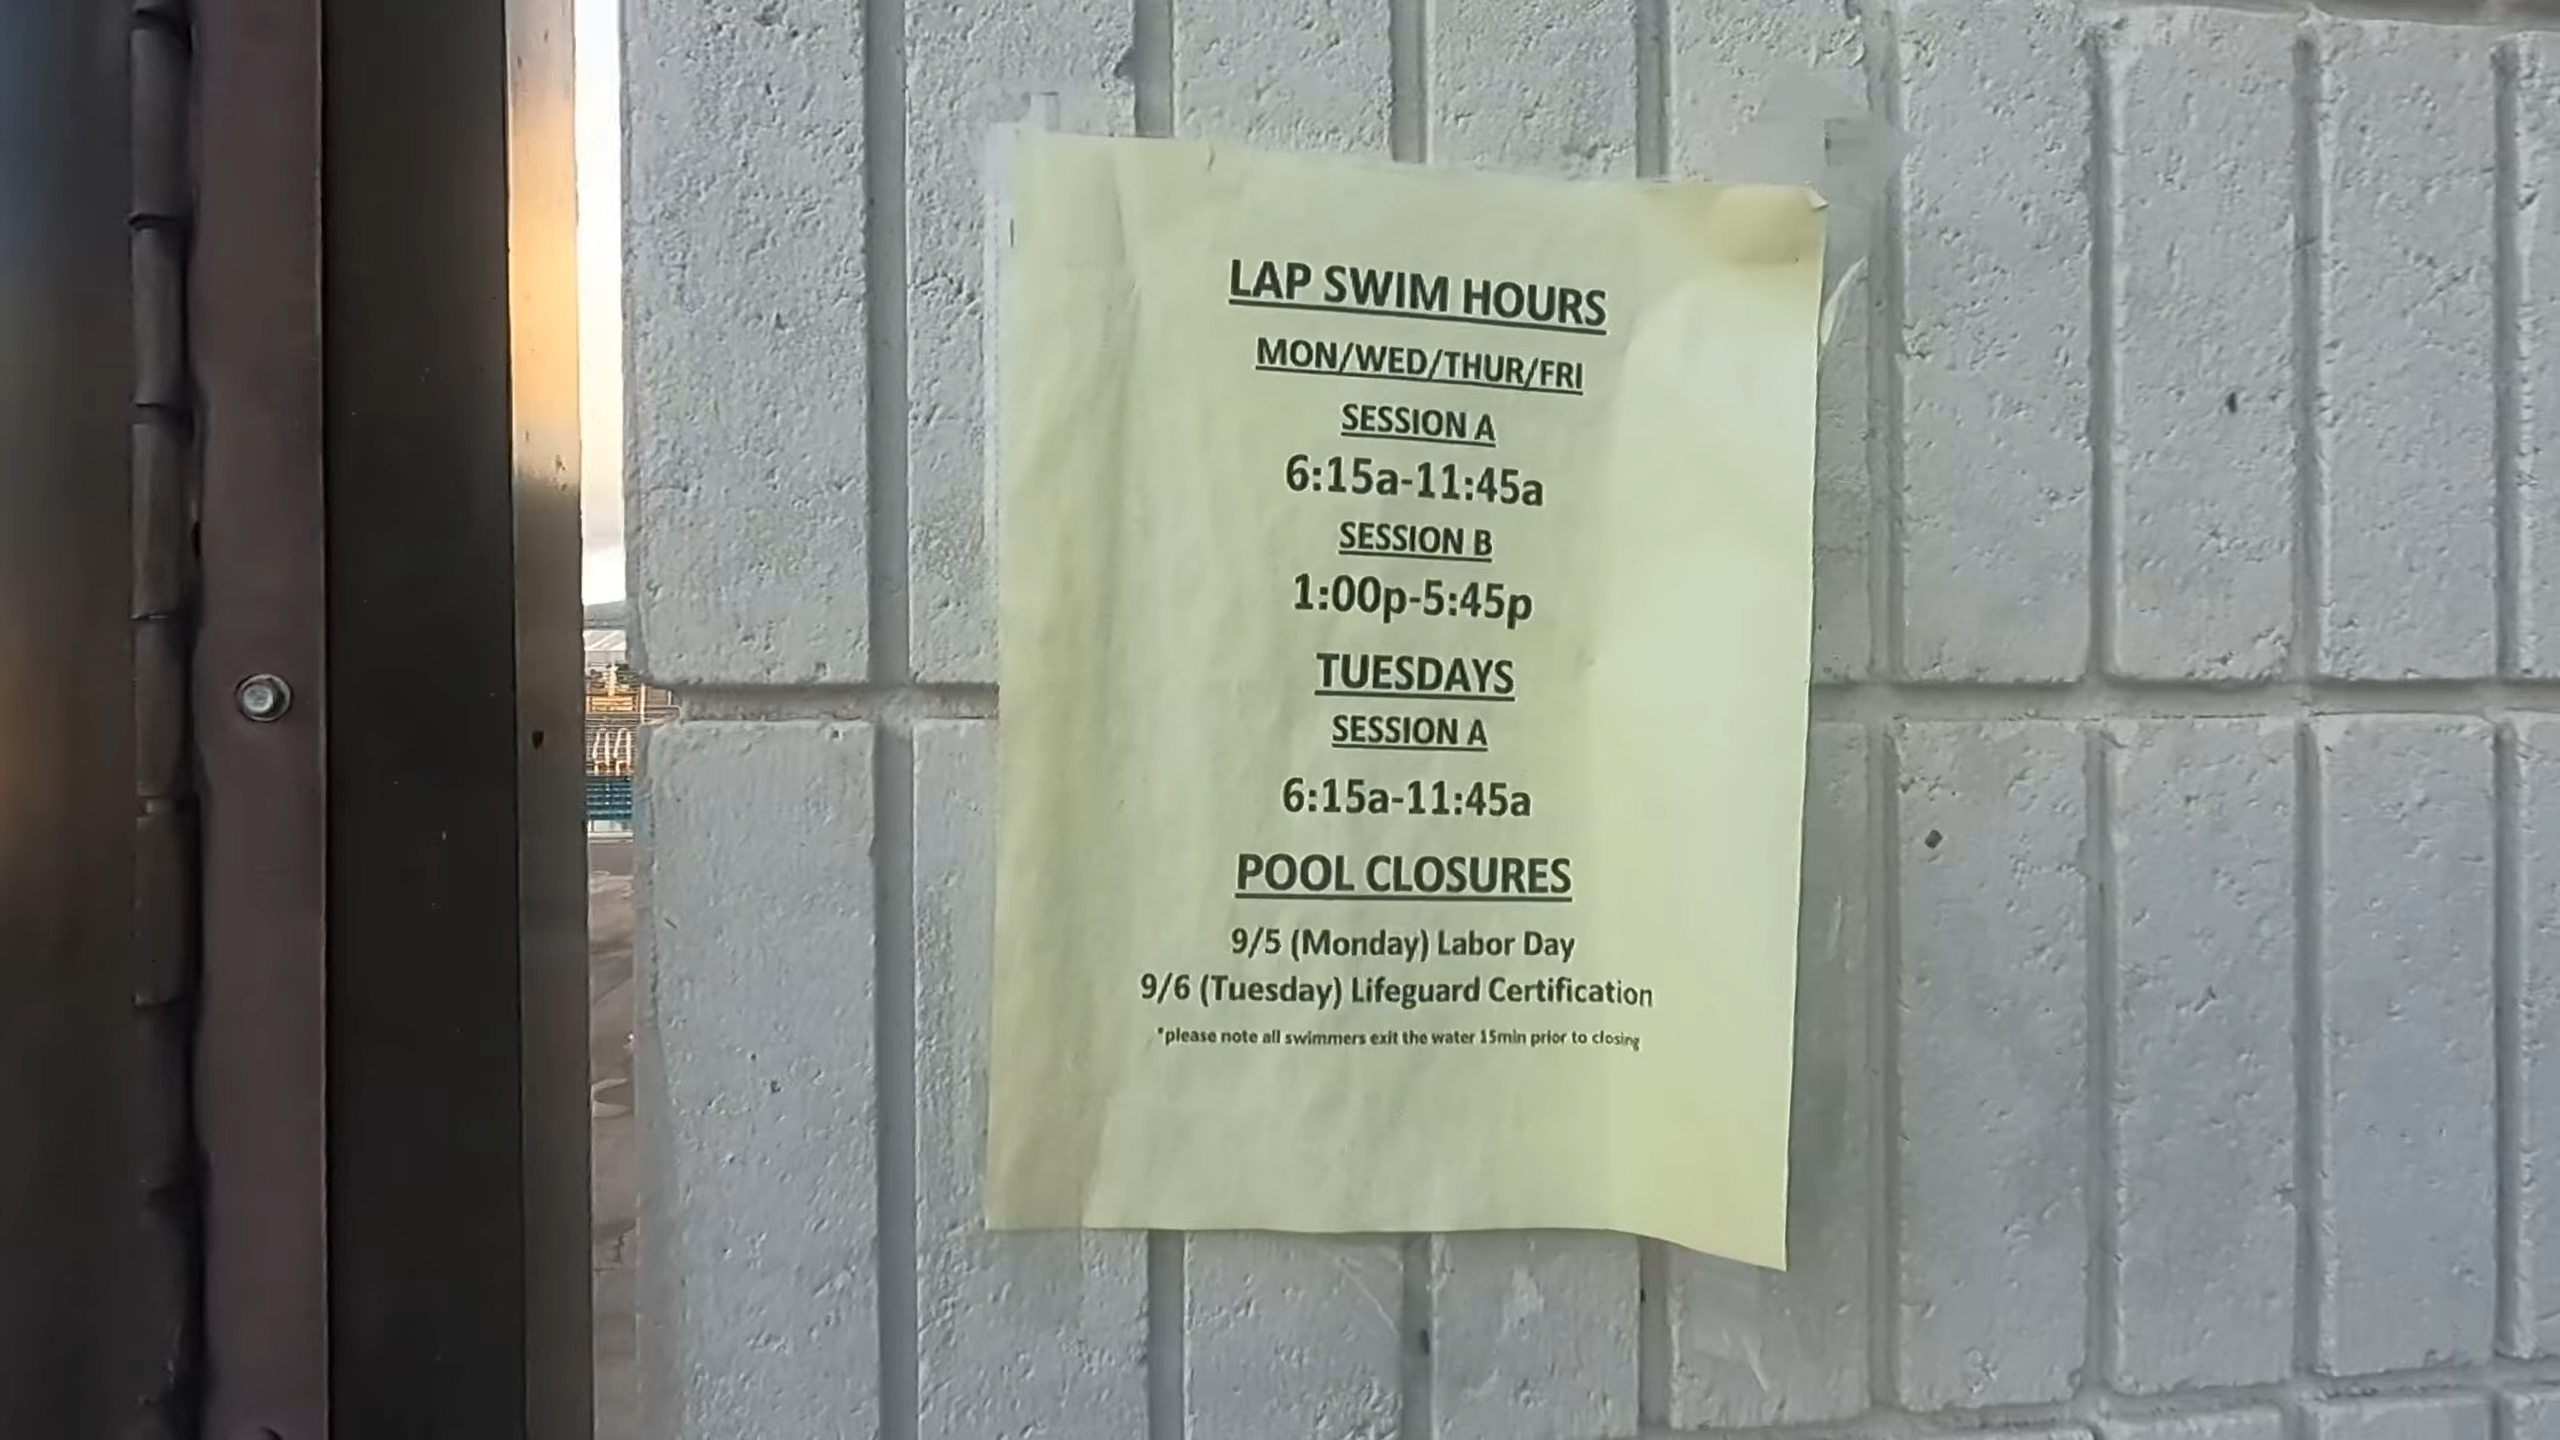 LAP SWIM HOURS
MON/WED/THUR/FRI
SESSION A
6:15a-11:45a
SESSION B
1:00p-5:45p
TUESDAYS
SESSION A
6:15a-11:45a
POOL CLOSURES
9/5 (Monday) Labor Day
9/6 (Tuesday) Lifeguard Certification
*please note all swimmers exit the water 15min prior to closing